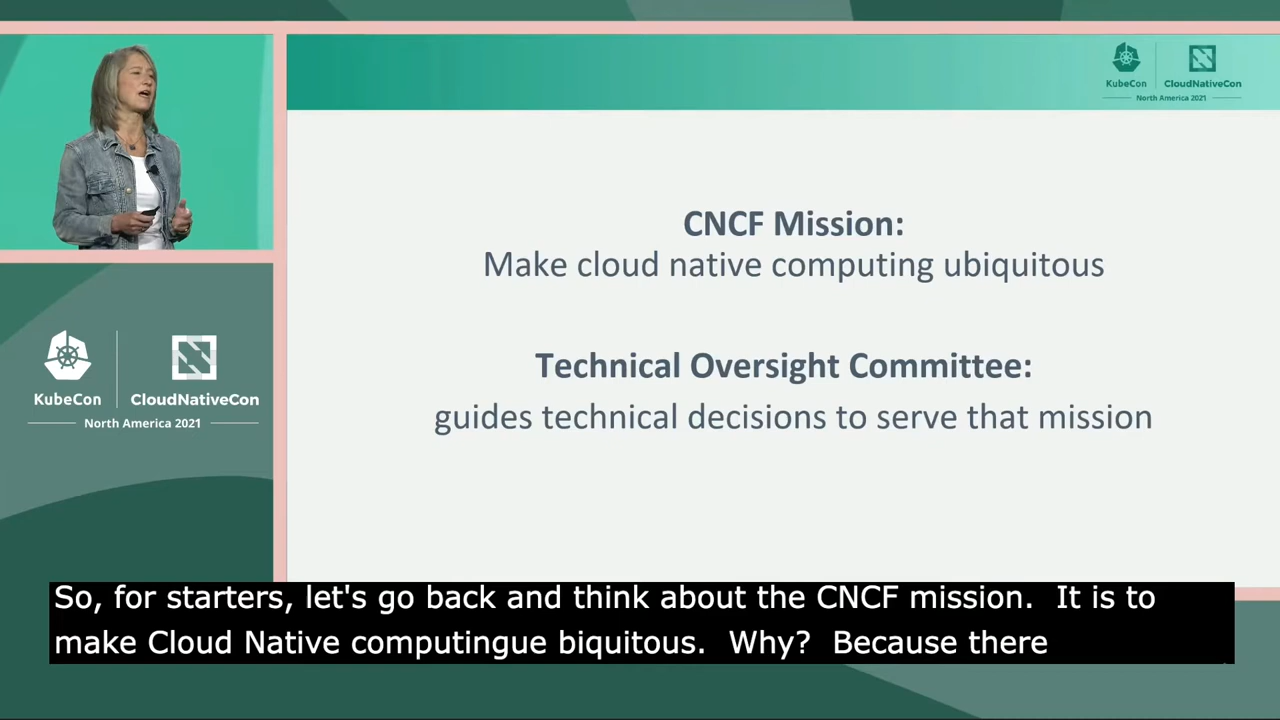 KubeCon
CloudNativeCon
North America 2021
CNCF Mission:
Make cloud native computing ubiquitous
Technical Oversight Committee:
guides technical decisions to serve that mission
KubeCon
CloudNativeCon
North America 2021
So, for starters, let's go back and think about the CNCF mission.  It is to
make Cloud Native computingue biquitous.  Why?  Because there